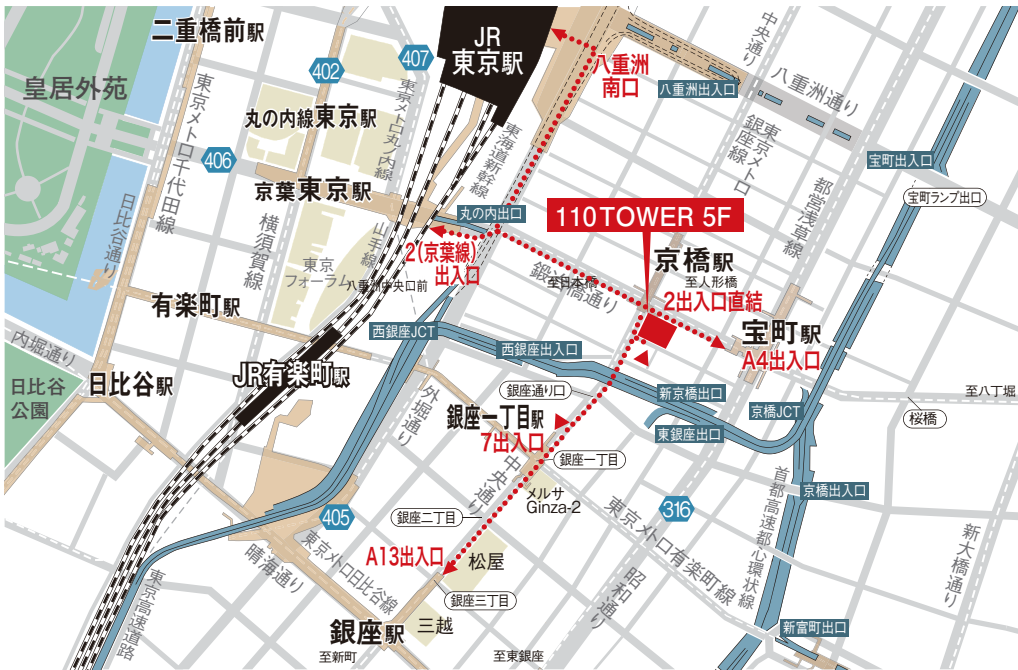 二重橋前駅
402
407
JR
東京駅
八重洲
南口
中央通り
皇居外苑
東京メトロ千代田線
丸の内線東京駅
東京メトロ丸ノ内線
東海道新幹線
八重洲出入口
八重洲通り
東京メトロ
銀座線
都営浅草線
宝町出入口
宝町ランプ出口
406
京葉東京駅
丸の内出口
110TOWER 5F
日比谷通り
横須賀線
山手線
東京
フォーラム
八重洲中央口前
2(京葉線)
出入口
鍛冶橋通り
至日本橋
京橋駅
至人形橋
2出入口直結
有楽町駅
宝町駅
A4出入口
内堀通り
西銀座JCT
西銀座出入口
JR有楽町駅
日比谷駅
日比谷
公園
外堀通り
銀座通り口
新京橋出口
京橋JCT
至八丁堀
桜橋
銀座一丁目駅
7出入口
東銀座出口
銀座一丁目
中央通り
メルサ
Ginza-2
京橋出入口
316
405
銀座二丁目
東京メトロ有楽町線
首都高速都心環状線
新大橋通り
A13出入口
松屋
東京メトロ日比谷線
晴海通り
昭和通り
東京高速道路
銀座三丁目
銀座駅
三越
新富町出口
至新町
至東銀座